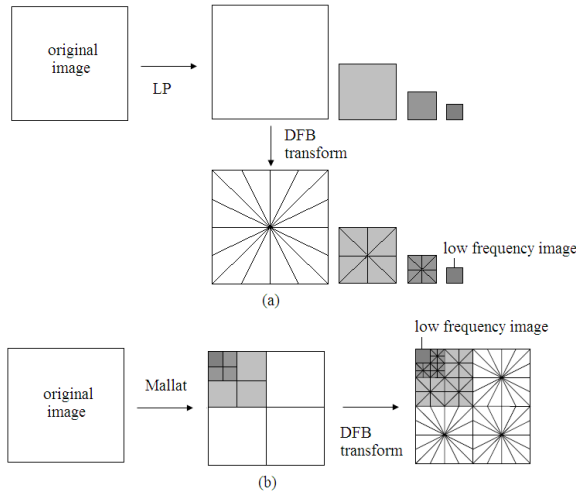 original
image
LP
DFB
transform
low frequency image
(a)
low frequency image
original
image
Mallat
DFB
transform
(b)